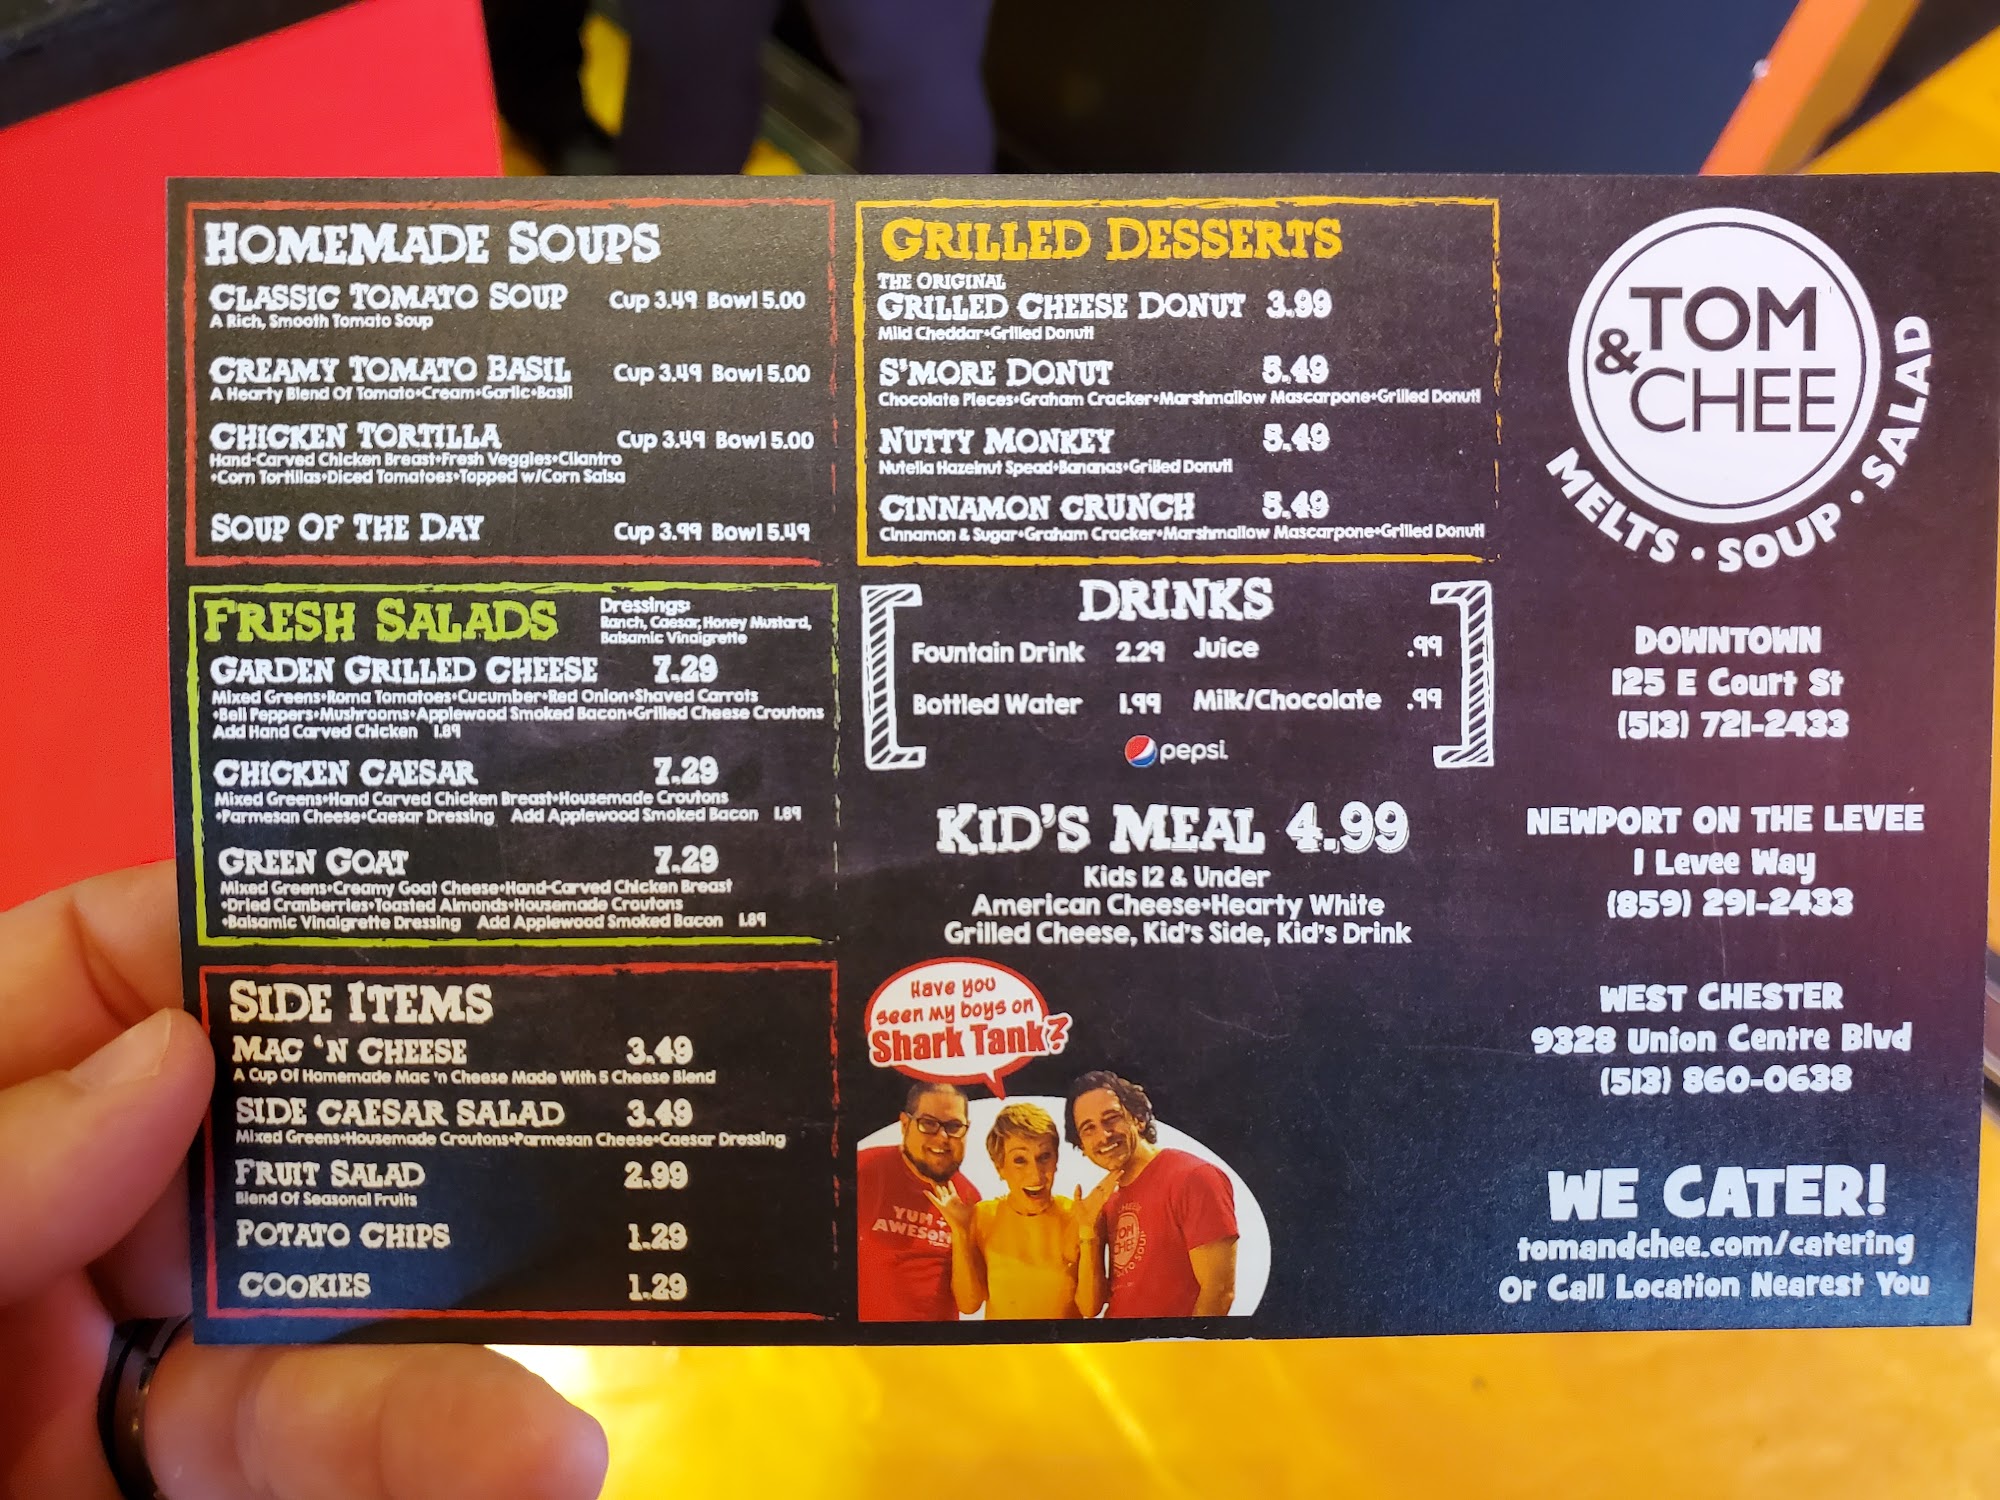 HOMEMADE SOUPS
CLASSIC TOMATO SOUP Cup 3.49 Bowl 5.00
A Rich, Smooth Tomato Soup
CREAMY TOMATO BASIL Cup 3.49 Bowl 5.00
A Hearty Blend Of Tomato•Cream•Garlic•Basil
CHICKEN TORTILLA Cup 3.49 Bowl 5.00
Hand-Carved Chicken Breast•Fresh Veggies•Cilantro
•Corn Tortillas•Diced Tomatoes•Topped w/Corn Salsa
SOUP OF THE DAY Cup 3.99 Bowl 5.49
FRESH SALADS
Dressings:
Ranch, Caesar, Honey Mustard,
Balsamic Vinaigrette
GARDEN GRILLED CHEESE 7.29
Mixed Greens•Roma Tomatoes•Cucumber•Red Onion•Shaved Carrots
•Bell Peppers•Mushrooms•Applewood Smoked Bacon•Grilled Cheese Croutons
Add Hand Carved Chicken 1.89
CHICKEN CAESAR 7.29
Mixed Greens•Hand Carved Chicken Breast•Housemade Croutons
•Parmesan Cheese•Caesar Dressing Add Applewood Smoked Bacon 1.89
GREEN GOAT 7.29
Mixed Greens•Creamy Goat Cheese•Hand-Carved Chicken Breast
•Dried Cranberries•Toasted Almonds•Housemade Croutons
•Balsamic Vinaigrette Dressing Add Applewood Smoked Bacon 1.89
SIDE ITEMS
MAC 'N CHEESE 3.49
A Cup Of Homemade Mac 'n Cheese Made With 5 Cheese Blend
SIDE CAESAR SALAD 3.49
Mixed Greens•Housemade Croutons•Parmesan Cheese•Caesar Dressing
FRUIT SALAD 2.99
Blend Of Seasonal Fruits
POTATO CHIPS 1.29
COOKIES 1.29
GRILLED DESSERTS
THE ORIGINAL
GRILLED CHEESE DONUT 3.99
Mild Cheddar•Grilled Donut!
S'MORE DONUT 5.49
Chocolate Pieces•Graham Cracker•Marshmallow Mascarpone•Grilled Donut!
NUTTY MONKEY 5.49
Nutella Hazelnut Spead•Bananas•Grilled Donut!
CINNAMON CRUNCH 5.49
Cinnamon & Sugar•Graham Cracker•Marshmallow Mascarpone•Grilled Donut!
DRINKS
Fountain Drink 2.29 Juice .99
Bottled Water 1.99 Milk/Chocolate .99
pepsi
KID'S MEAL 4.99
Kids 12 & Under
American Cheese•Hearty White
Grilled Cheese, Kid's Side, Kid's Drink
Have you
seen my boys on
Shark Tank?
YUM +
AWESOM
TOM
& CHEE
MELTS • SOUP • SALAD
DOWNTOWN
125 E Court St
(513) 721-2433
NEWPORT ON THE LEVEE
1 Levee Way
(859) 291-2433
WEST CHESTER
9328 Union Centre Blvd
(513) 860-0638
WE CATER!
tomandchee.com/catering
Or Call Location Nearest You